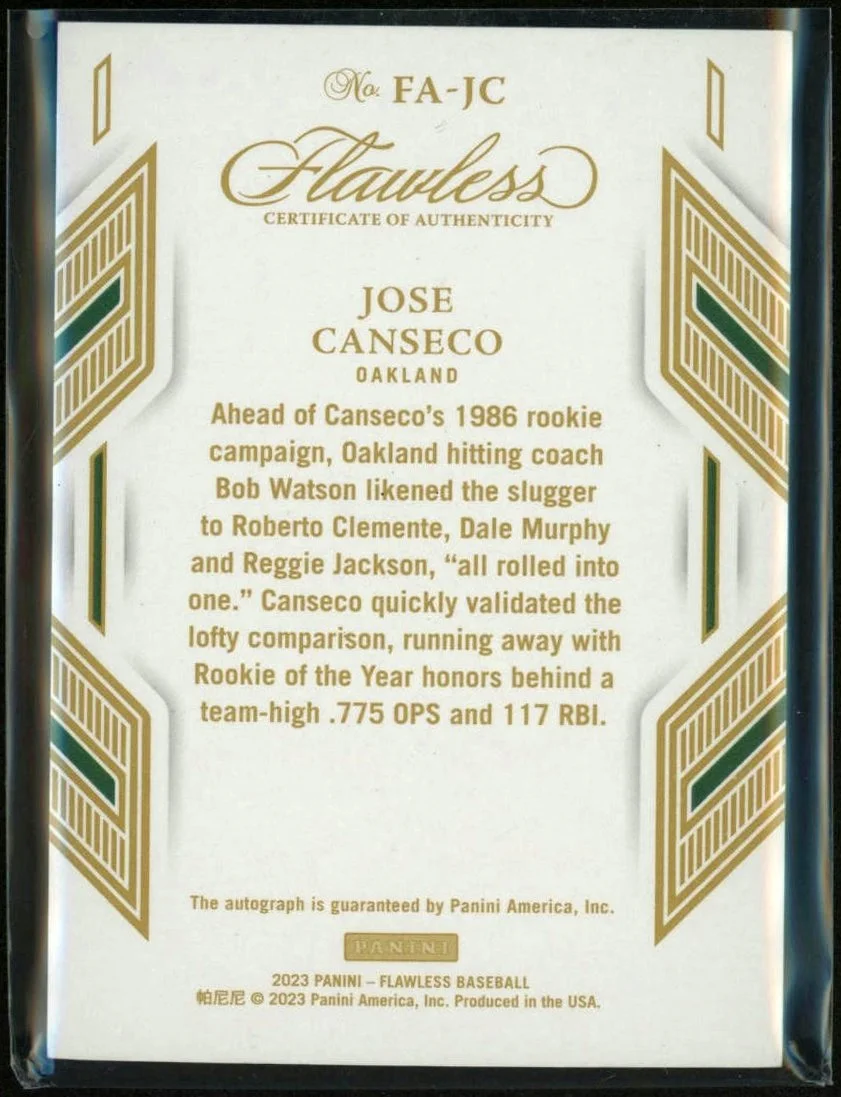 No. FA-JC
Flawless
CERTIFICATE OF AUTHENTICITY
JOSE
CANSECO
OAKLAND
Ahead of Canseco's 1986 rookie
campaign, Oakland hitting coach
Bob Watson likened the slugger
to Roberto Clemente, Dale Murphy
and Reggie Jackson, “all rolled into
one.” Canseco quickly validated the
lofty comparison, running away with
Rookie of the Year honors behind a
team-high .775 OPS and 117 RBI.
The autograph is guaranteed by Panini America, Inc.
PANINI
2023 PANINI – FLAWLESS BASEBALL
帕尼尼 © 2023 Panini America, Inc. Produced in the USA.